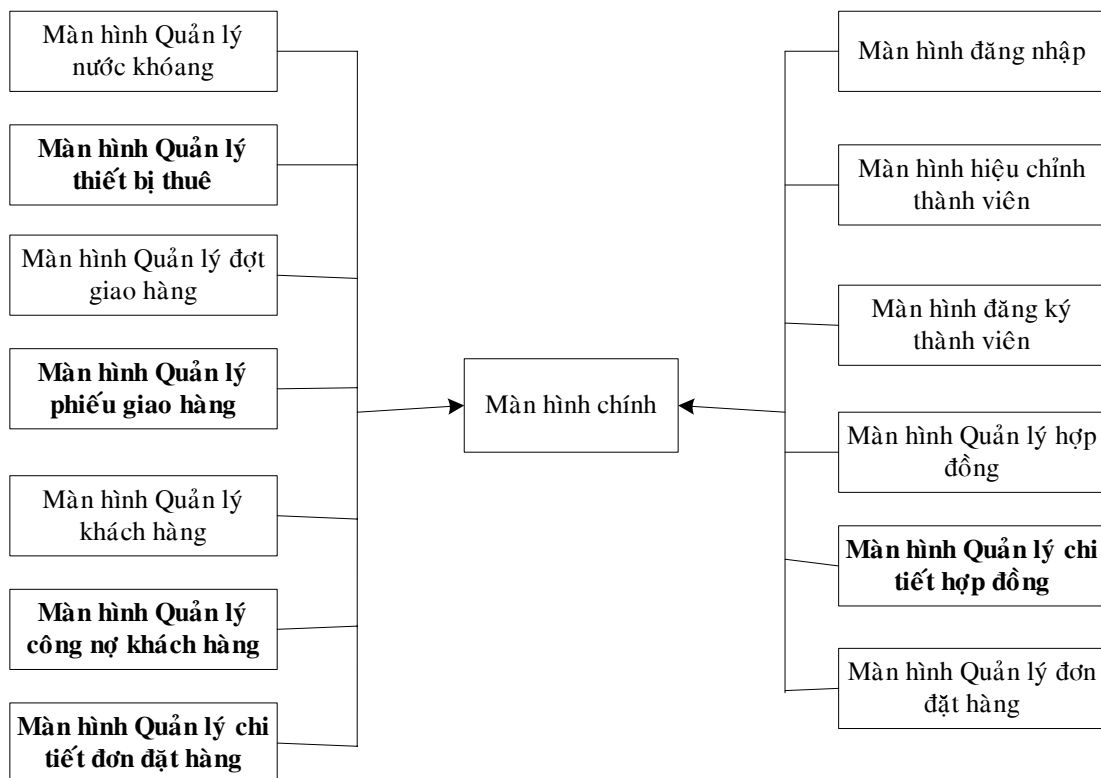 Màn hình Quản lý
nước khóang
Màn hình Quản lý
thiết bị thuê
Màn hình Quản lý đợt
giao hàng
Màn hình Quản lý
phiếu giao hàng
Màn hình Quản lý
khách hàng
Màn hình Quản lý
công nợ khách hàng
Màn hình Quản lý chi
tiết đơn đặt hàng
Màn hình chính
Màn hình đăng nhập
Màn hình hiệu chỉnh
thành viên
Màn hình đăng ký
thành viên
Màn hình Quản lý hợp
đồng
Màn hình Quản lý chi
tiết hợp đồng
Màn hình Quản lý đơn
đặt hàng